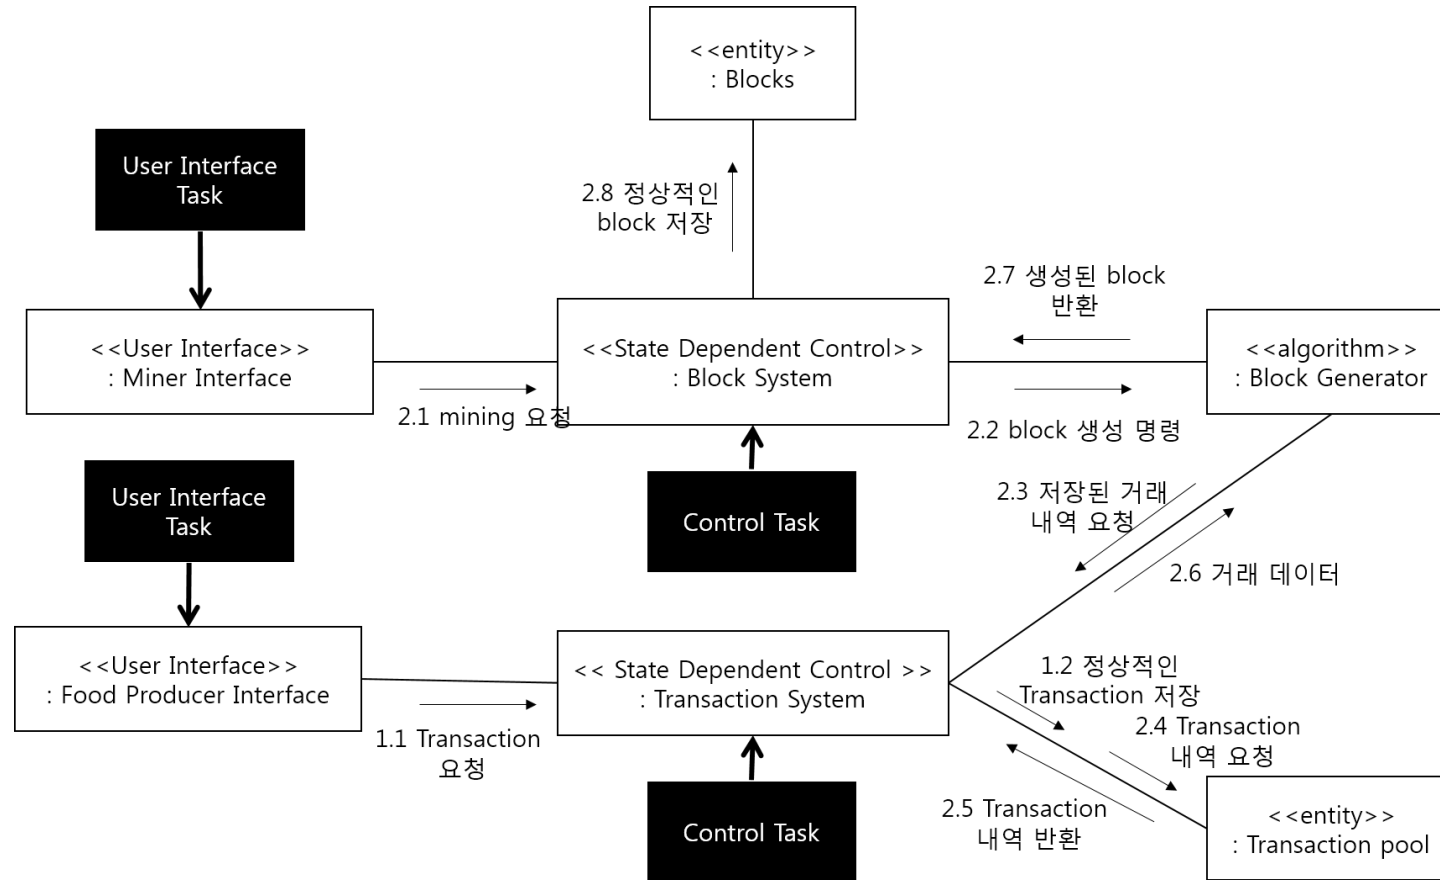 <<entity>>
: Blocks
User Interface
Task
2.8 정상적인
block 저장
2.7 생성된 block
반환
<<User Interface>>
: Miner Interface
<<State Dependent Control>>
: Block System
<<algorithm>>
: Block Generator
2.1 mining 요청
2.2 block 생성 명령
User Interface
Task
Control Task
2.3 저장된 거래
내역 요청
2.6 거래 데이터
<<User Interface>>
: Food Producer Interface
<< State Dependent Control >>
: Transaction System
1.2 정상적인
Transaction 저장
1.1 Transaction
요청
2.4 Transaction
내역 요청
Control Task
2.5 Transaction
내역 반환
<<entity>>
: Transaction pool